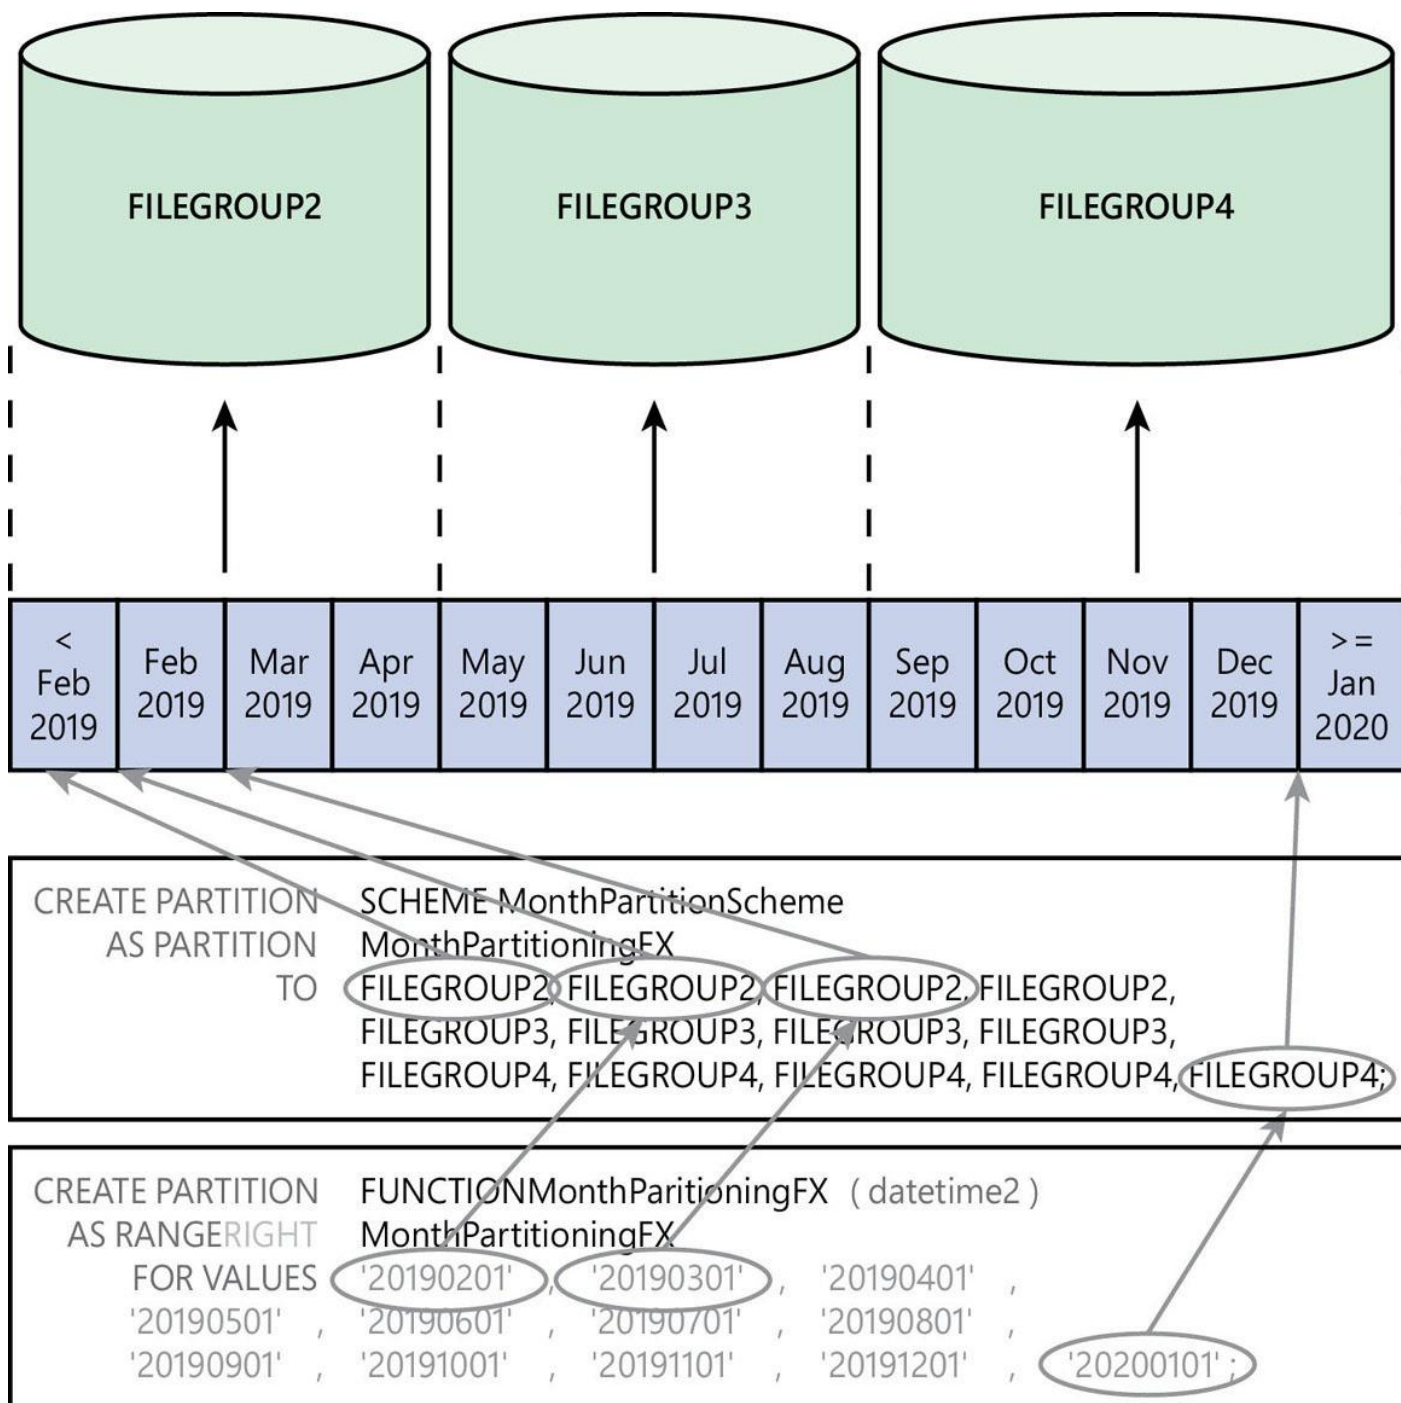 FILEGROUP2 FILEGROUP3 FILEGROUP4
<
Feb
2019
Feb
2019
Mar
2019
Apr
2019
May
2019
Jun
2019
Jul
2019
Aug
2019
Sep
2019
Oct
2019
Nov
2019
Dec
2019
>=
Jan
2020
CREATE PARTITION SCHEME MonthPartitionScheme
AS PARTITION MonthPartitioningFX
TO FILEGROUP2, FILEGROUP2, FILEGROUP2, FILEGROUP2,
FILEGROUP3, FILEGROUP3, FILEGROUP3, FILEGROUP3,
FILEGROUP4, FILEGROUP4, FILEGROUP4, FILEGROUP4, FILEGROUP4;
CREATE PARTITION FUNCTIONMonthParitioningFX ( datetime2 )
AS RANGERIGHT MonthPartitioningFX
FOR VALUES '20190201' , '20190301' , '20190401' ,
'20190501' , '20190601' , '20190701' , '20190801' ,
'20190901' , '20191001' , '20191101' , '20191201' , '20200101' ;